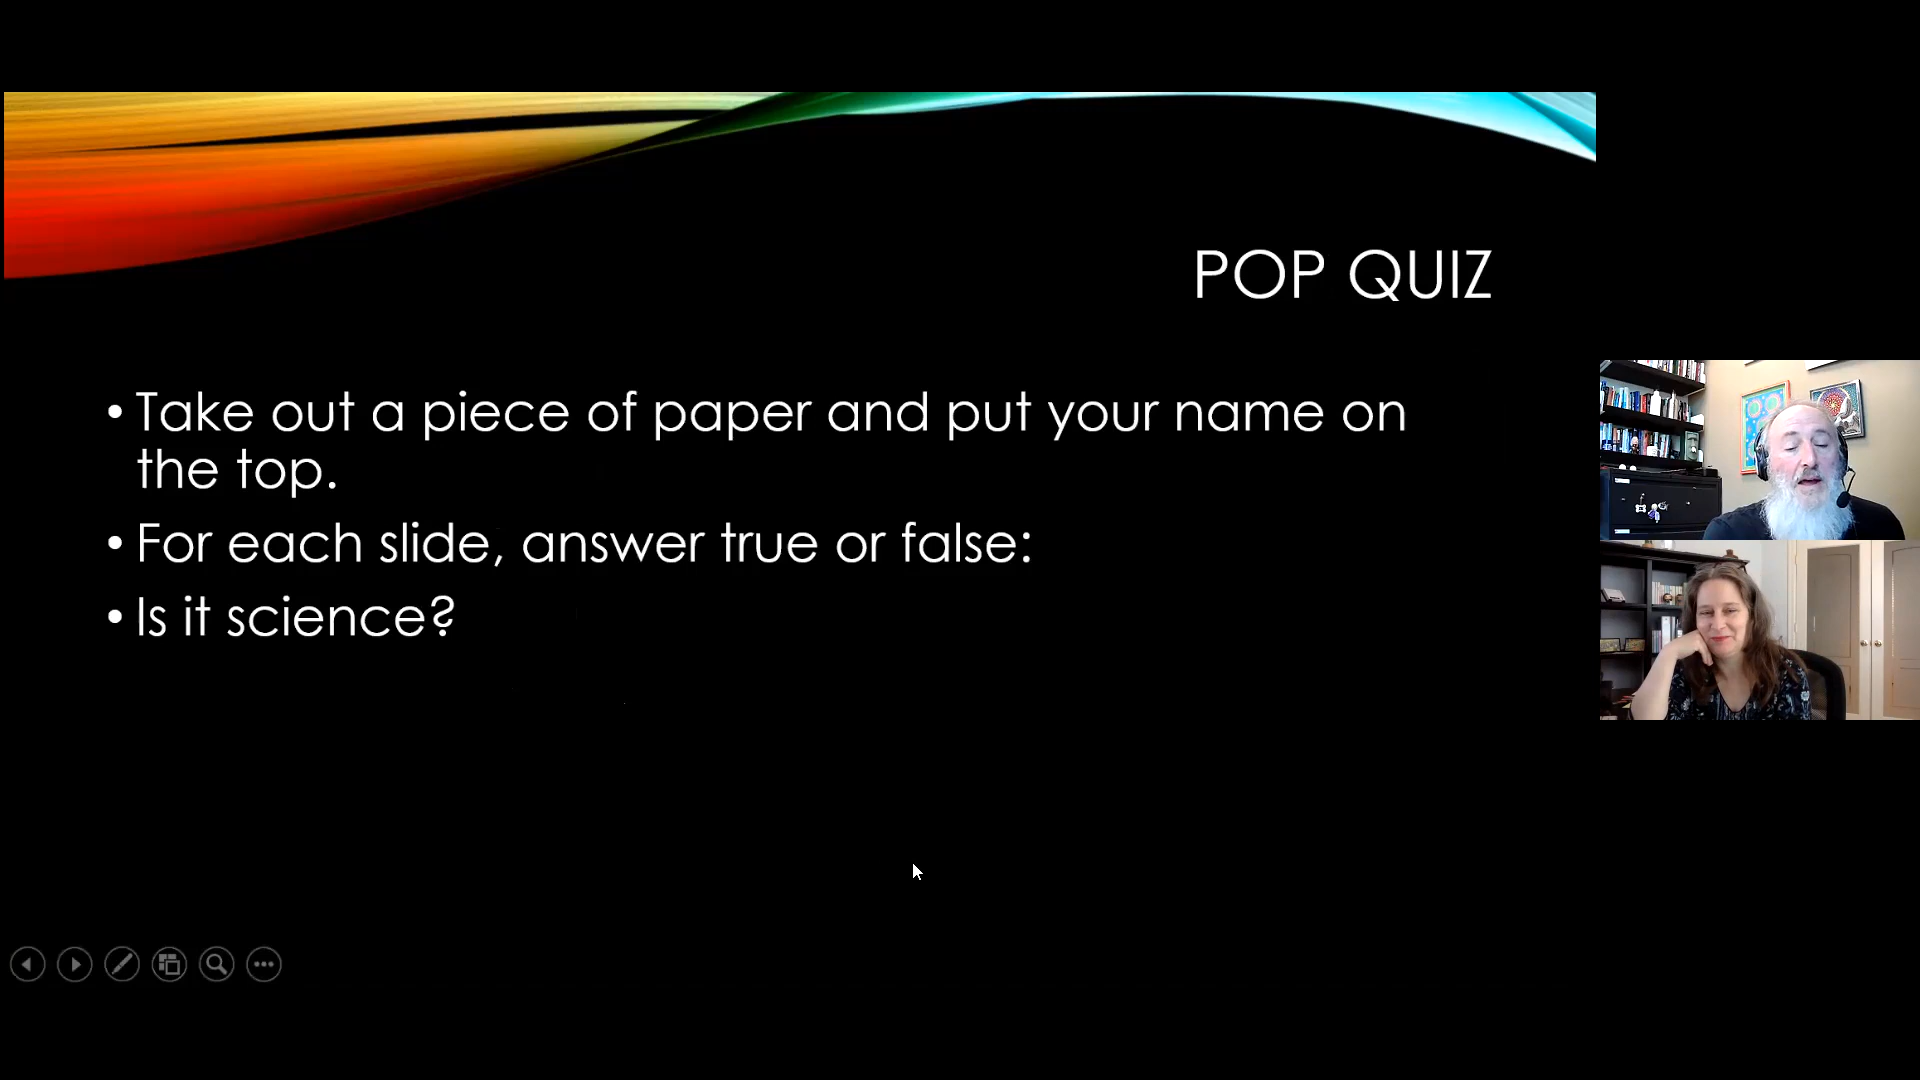 POP QUIZ
• Take out a piece of paper and put your name on
the top.
• For each slide, answer true or false:
• Is it science?